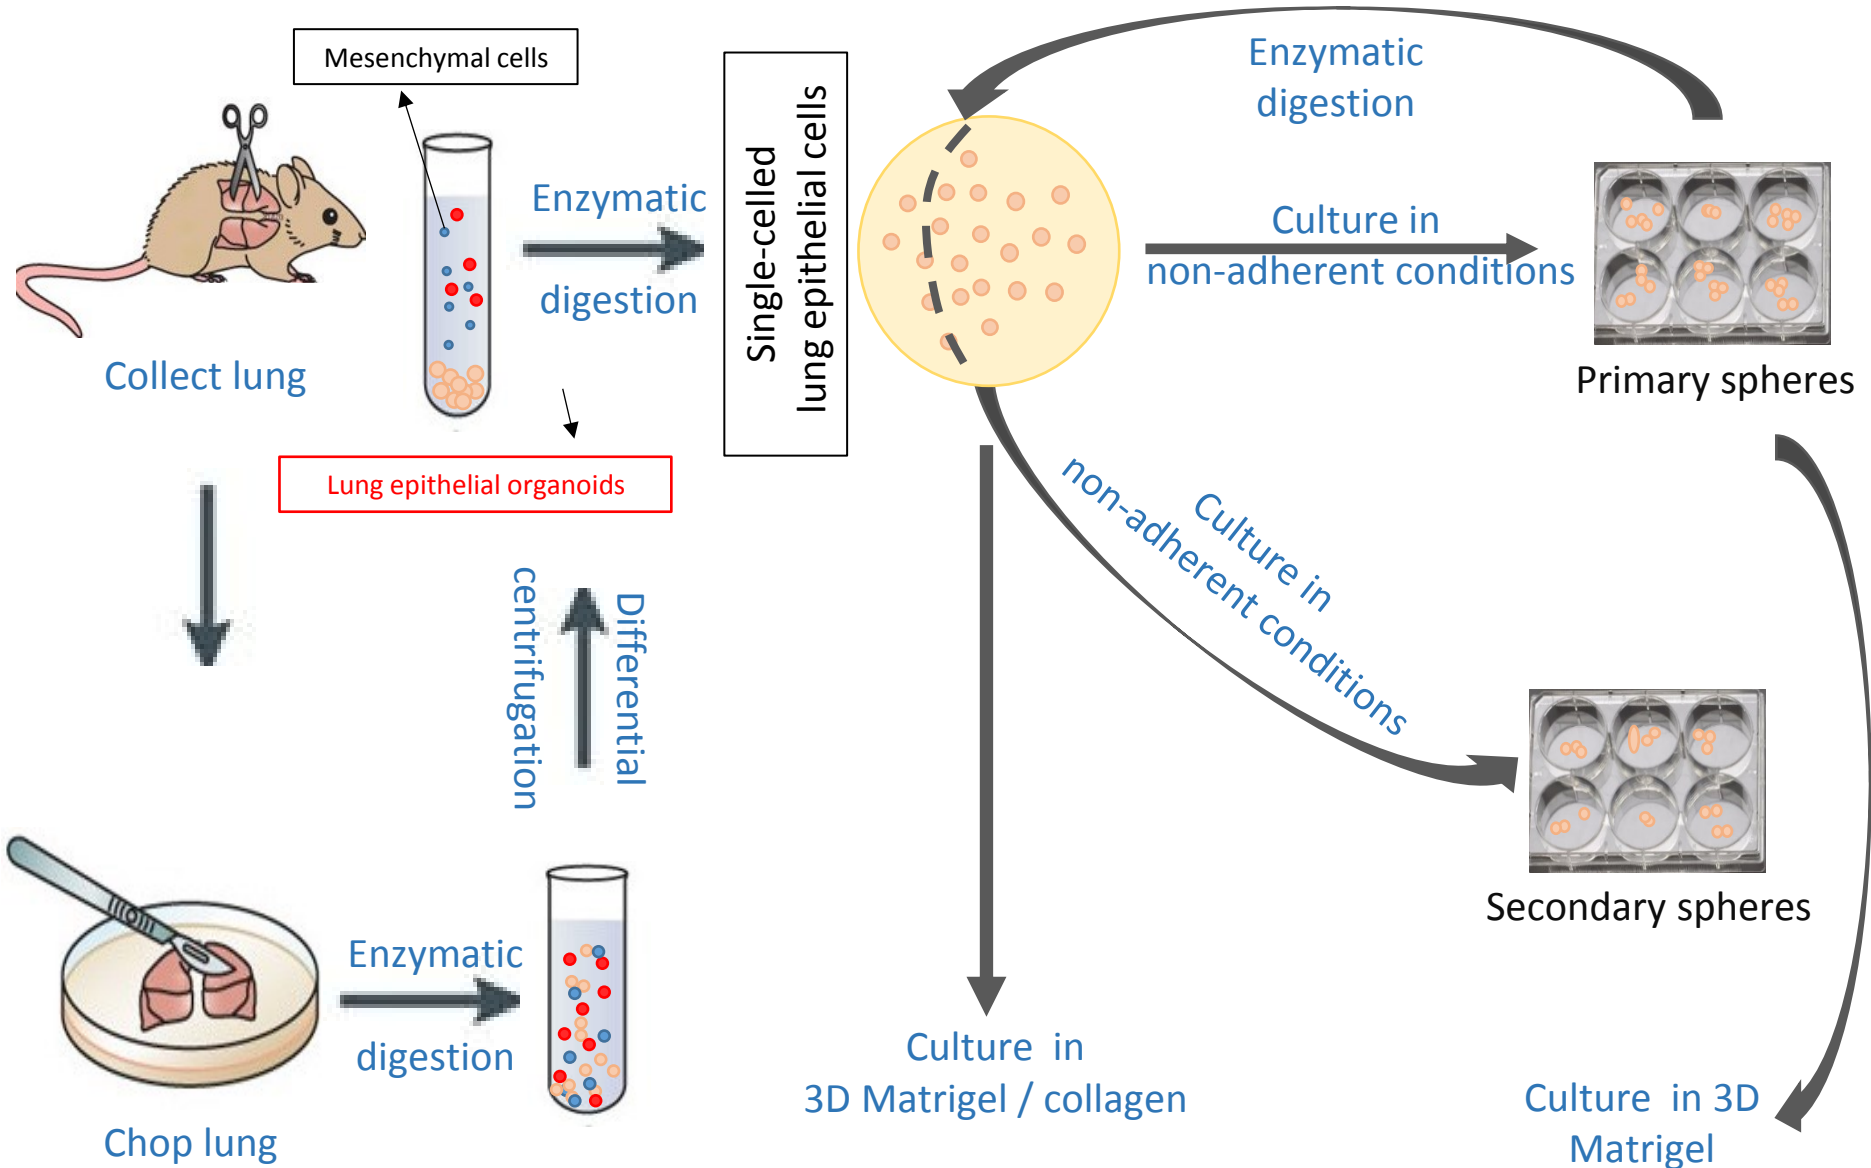 Mesenchymal cells
Collect lung
Enzymatic
digestion
Lung epithelial organoids
Single-celled
lung epithelial cells
Enzymatic
digestion
Culture in
non-adherent conditions
Primary spheres
Culture in
non-adherent conditions
Secondary spheres
Differential
centrifugation
Chop lung
Enzymatic
digestion
Culture in
3D Matrigel / collagen
Culture in 3D
Matrigel